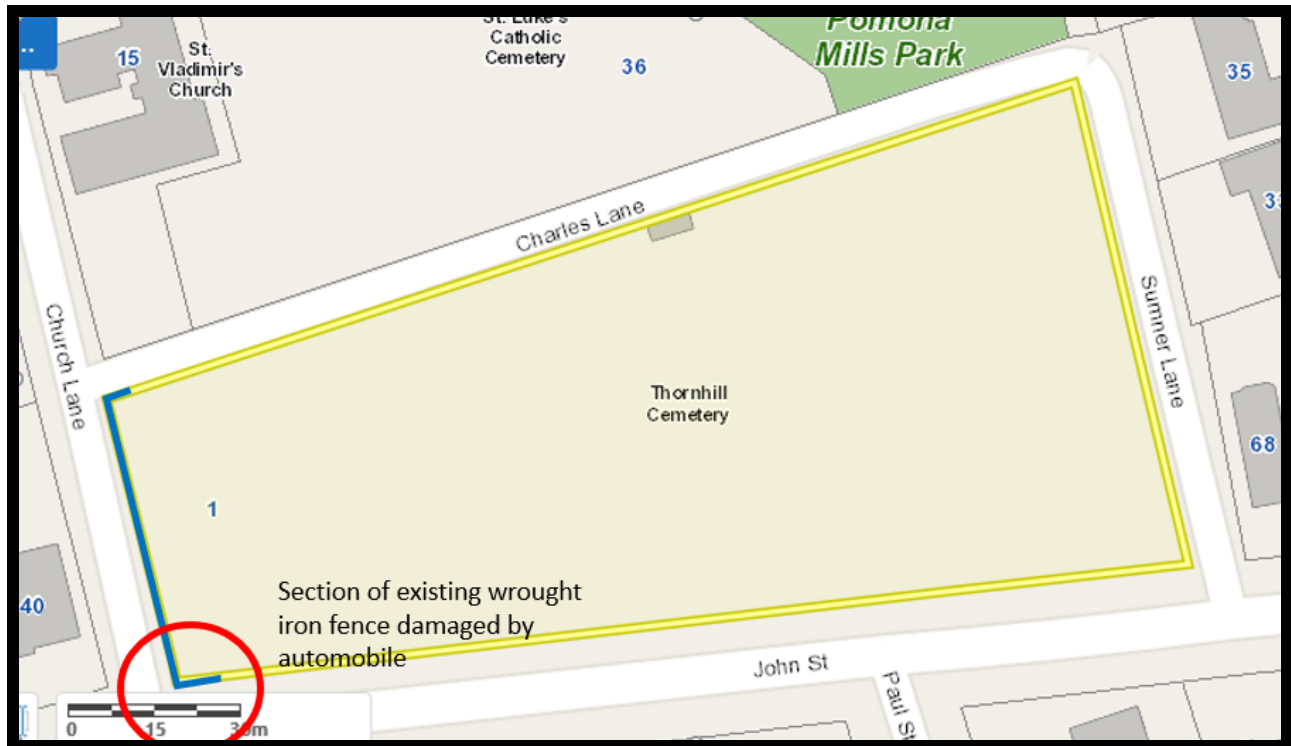 ..
15
St.
Vladimir's
Church
St. Luke's
Catholic
Cemetery
36
Pomona
Mills Park
35
Charles Lane
33
Church Lane
Sumner Lane
Thornhill
Cemetery
68
1
Section of existing wrought
iron fence damaged by
automobile
40
John St
Paul St
0 15 30m